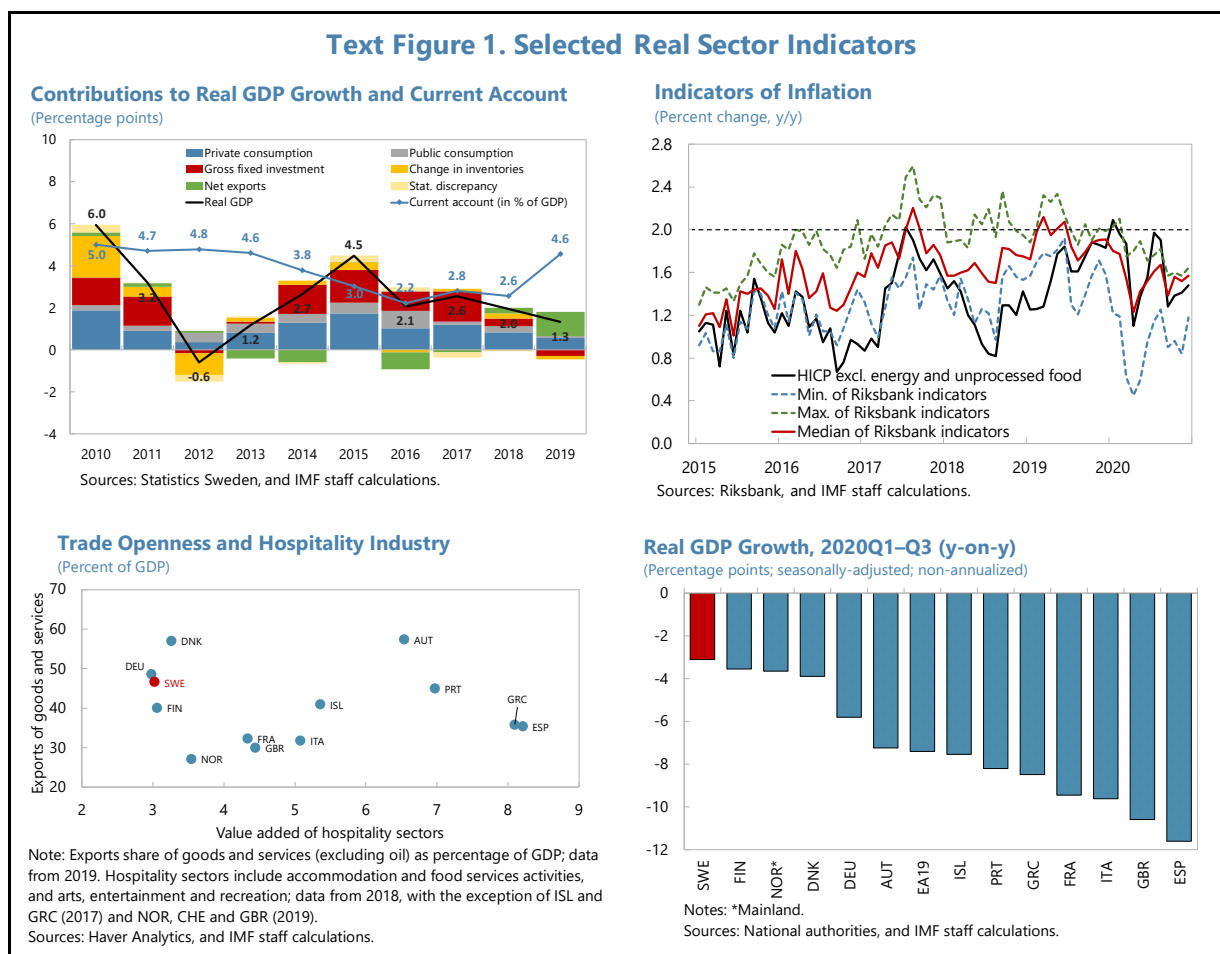 Text Figure 1. Selected Real Sector Indicators
Contributions to Real GDP Growth and Current Account
(Percentage points)
10
8
6
4
2
0
-2
-4
Private consumption
Public consumption
Gross fixed investment
Change in inventories
Net exports
Stat. discrepancy
Real GDP
Current account (in % of GDP)
6.0
5.0
4.7
4.8
4.6
3.8
4.5
3.0
2.2
2.8
2.6
4.6
3.2
-0.6
1.2
2.7
2.1
2.6
2.0
1.3
2010 2011 2012 2013 2014 2015 2016 2017 2018 2019
Sources: Statistics Sweden, and IMF staff calculations.
Indicators of Inflation
(Percent change, y/y)
2.8
2.4
2.0
1.6
1.2
0.8
0.4
0.0
HICP excl. energy and unprocessed food
Min. of Riksbank indicators
Max. of Riksbank indicators
Median of Riksbank indicators
2015 2016 2017 2018 2019 2020
Sources: Riksbank, and IMF staff calculations.
Trade Openness and Hospitality Industry
(Percent of GDP)
Exports of goods and services
70
60
50
40
30
20
DNK
AUT
DEU
SWE
PRT
FIN
ISL
GRC
ESP
FRA
GBR
ITA
NOR
2 3 4 5 6 7 8 9
Value added of hospitality sectors
Note: Exports share of goods and services (excluding oil) as percentage of GDP; data
from 2019. Hospitality sectors include accommodation and food services activities,
and arts, entertainment and recreation; data from 2018, with the exception of ISL and
GRC (2017) and NOR, CHE and GBR (2019).
Sources: Haver Analytics, and IMF staff calculations.
Real GDP Growth, 2020Q1–Q3 (y-on-y)
(Percentage points; seasonally-adjusted; non-annualized)
0
-2
-4
-6
-8
-10
-12
SWE FIN NOR* DNK DEU AUT EA19 ISL PRT GRC FRA ITA GBR ESP
Notes: *Mainland.
Sources: National authorities, and IMF staff calculations.